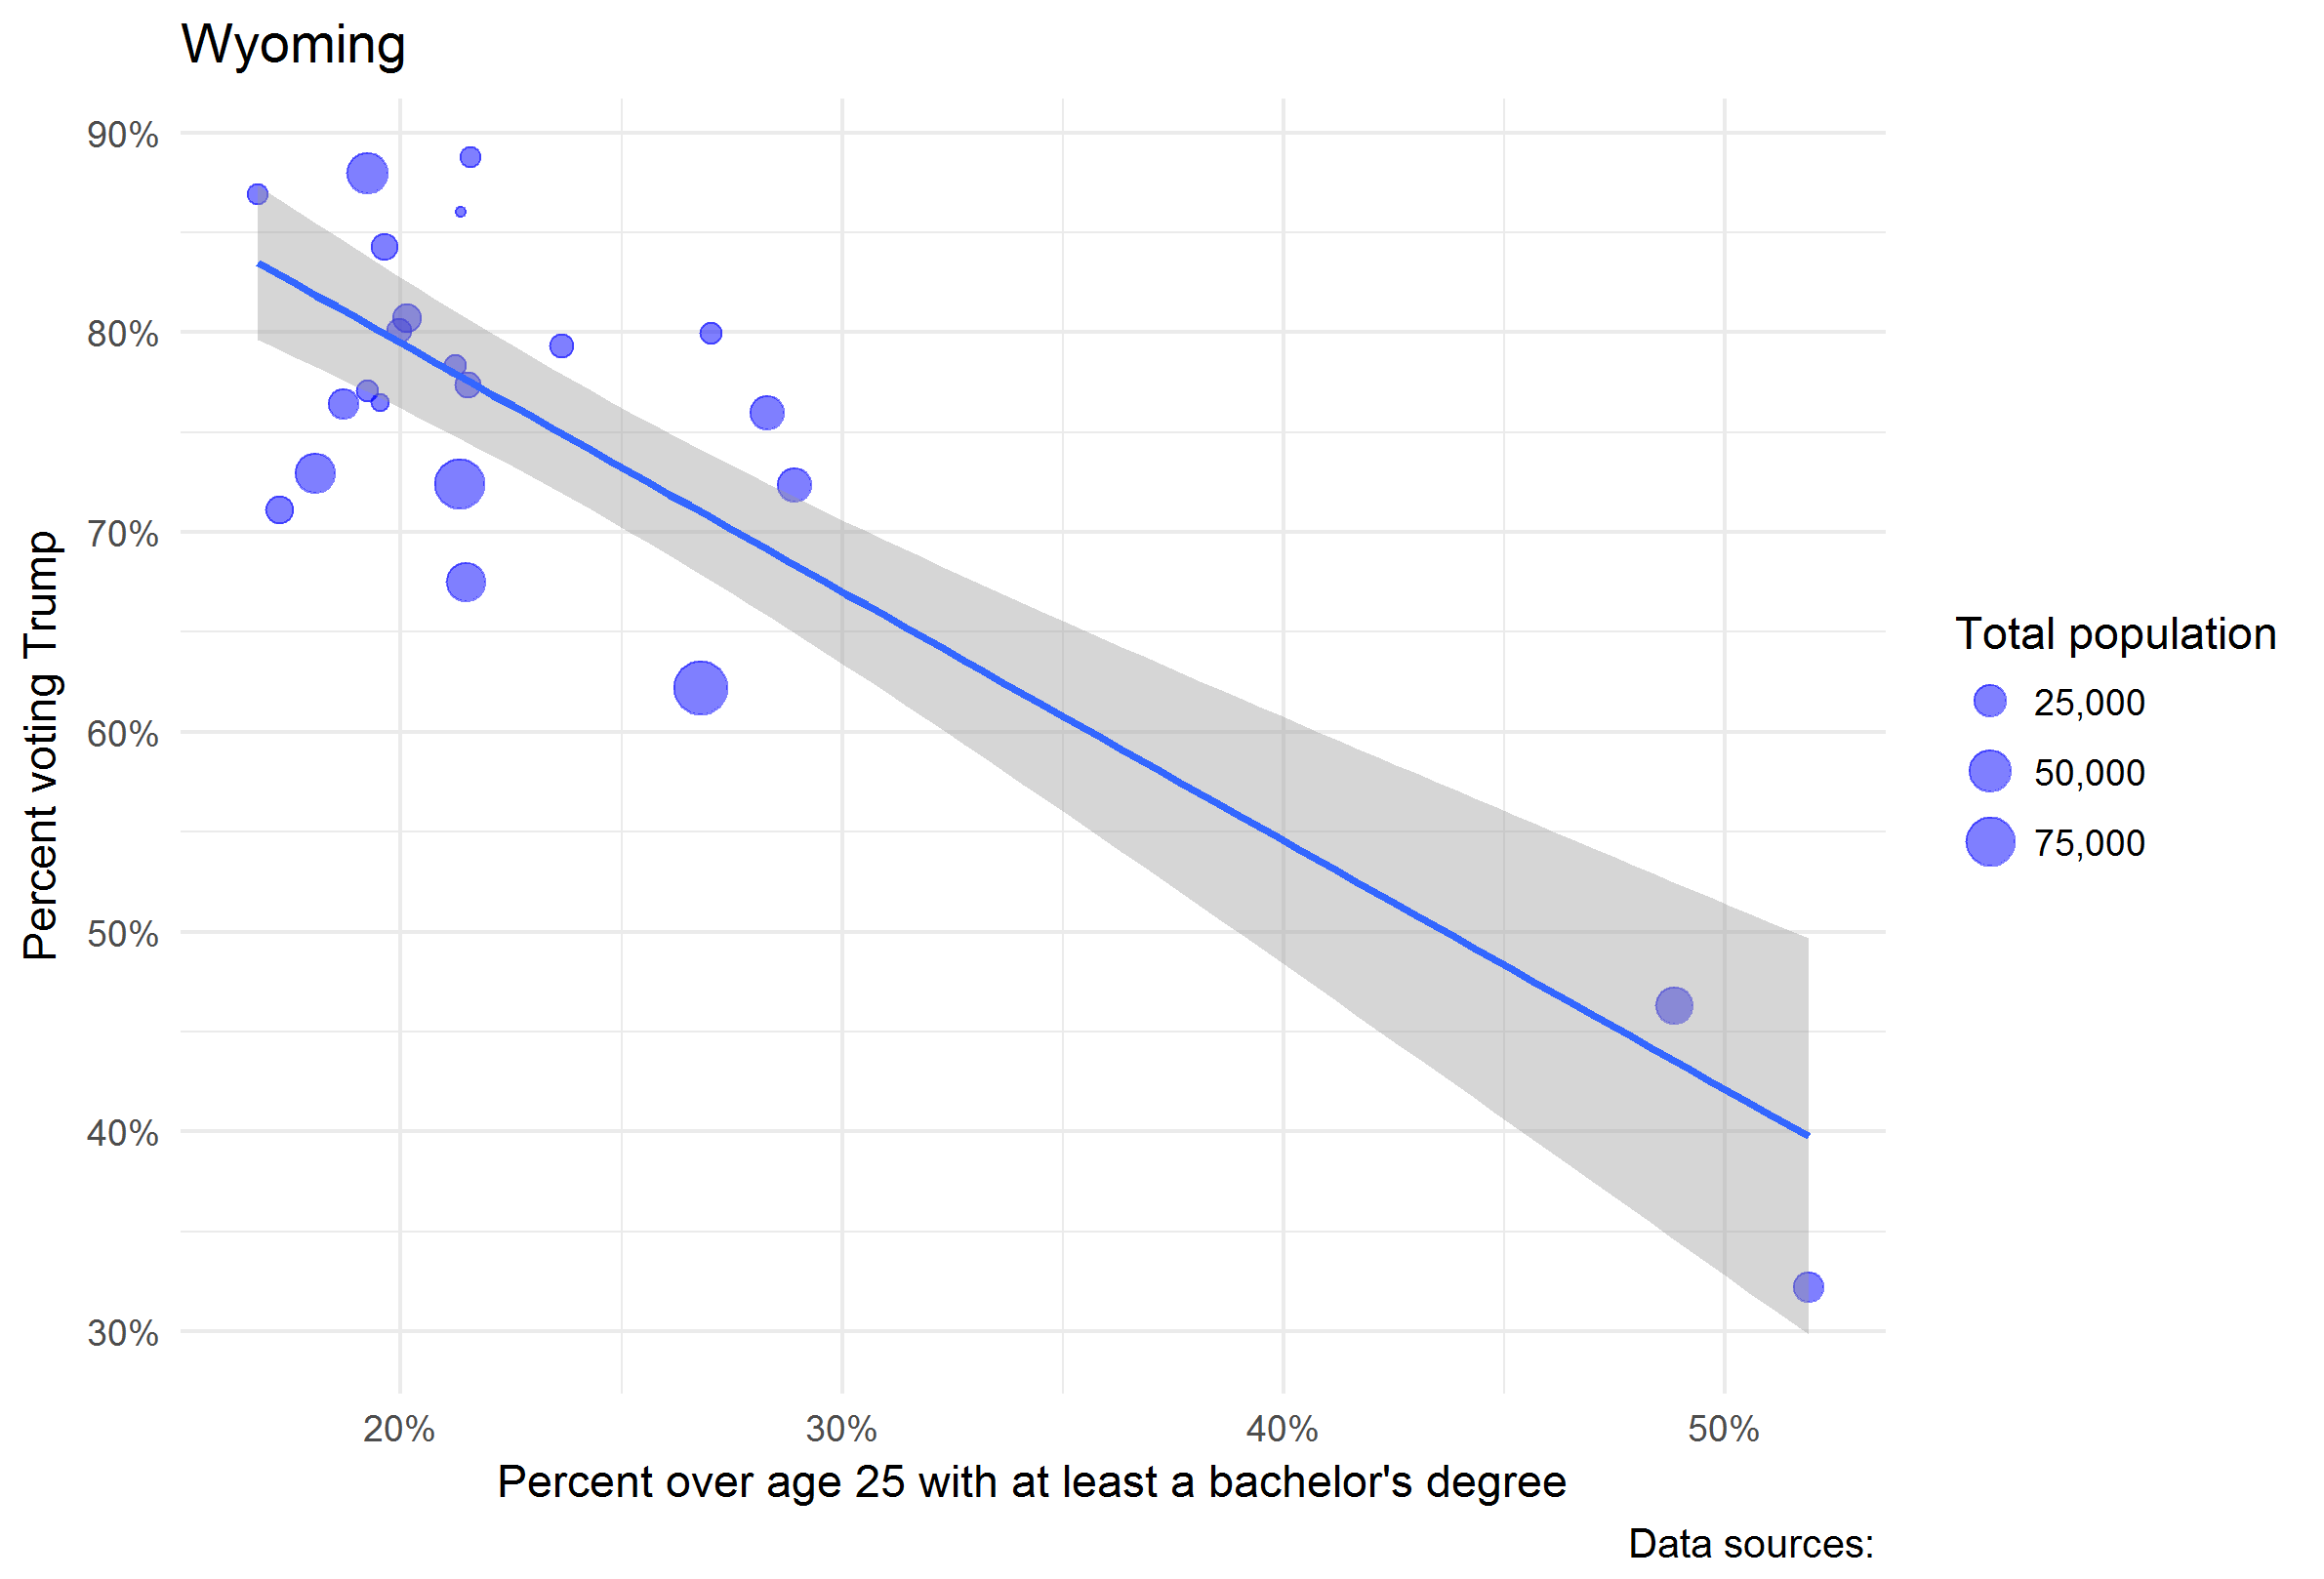 Wyoming
90%
80%
70%
60%
50%
40%
30%
Percent voting Trump
20%
30%
40%
50%
Percent over age 25 with at least a bachelor's degree
Total population
25,000
50,000
75,000
Data sources: